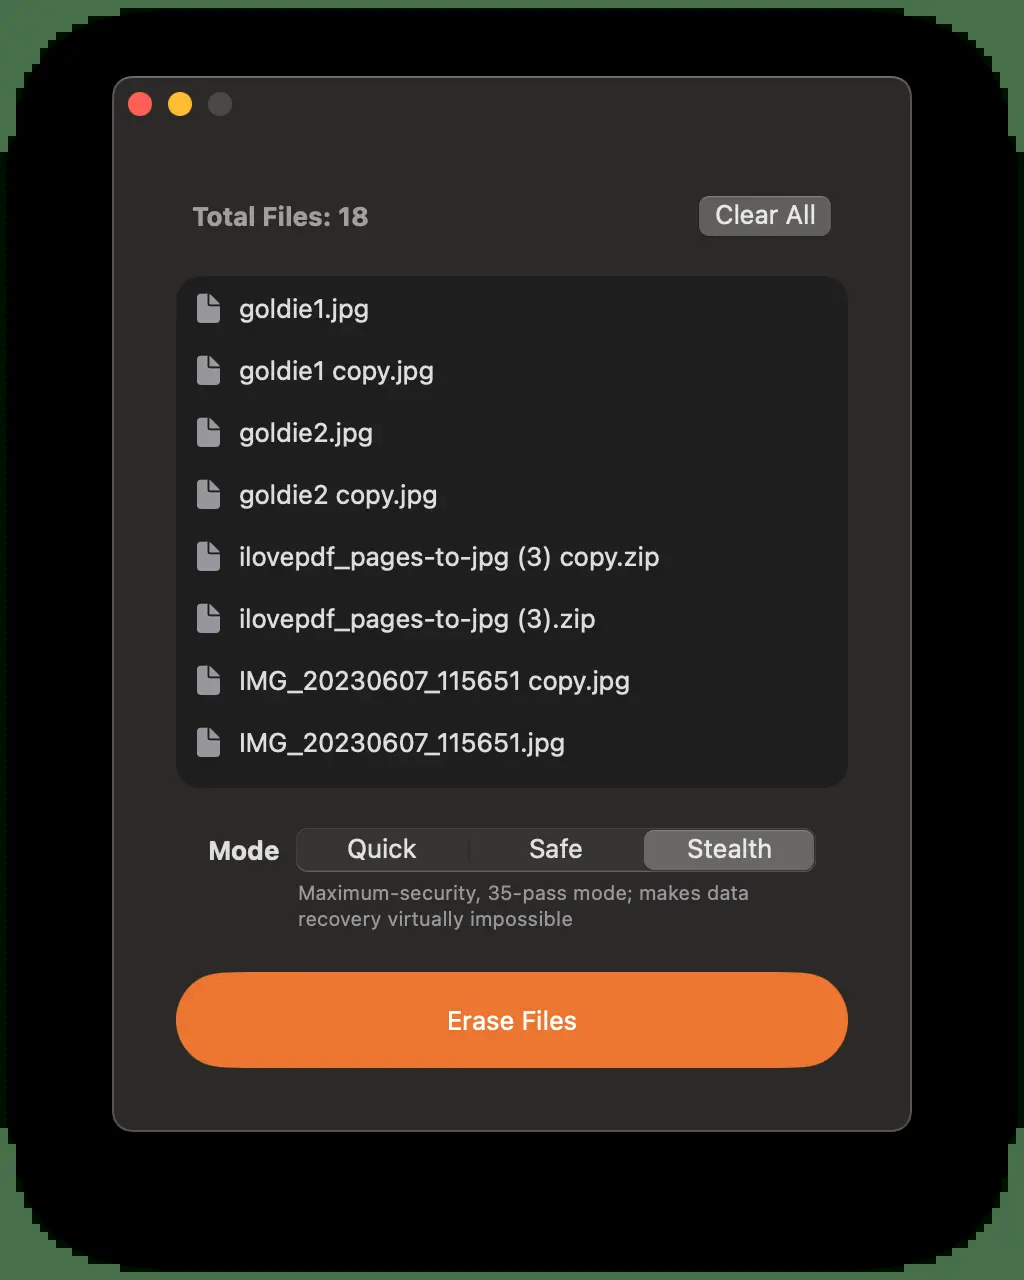 Total Files: 18
Clear All
goldie1.jpg
goldie1 copy.jpg
goldie2.jpg
goldie2 copy.jpg
ilovepdf_pages-to-jpg (3) copy.zip
ilovepdf_pages-to-jpg (3).zip
IMG_20230607_115651 copy.jpg
IMG_20230607_115651.jpg
Mode Quick Safe Stealth
Maximum-security, 35-pass mode; makes data
recovery virtually impossible
Erase Files